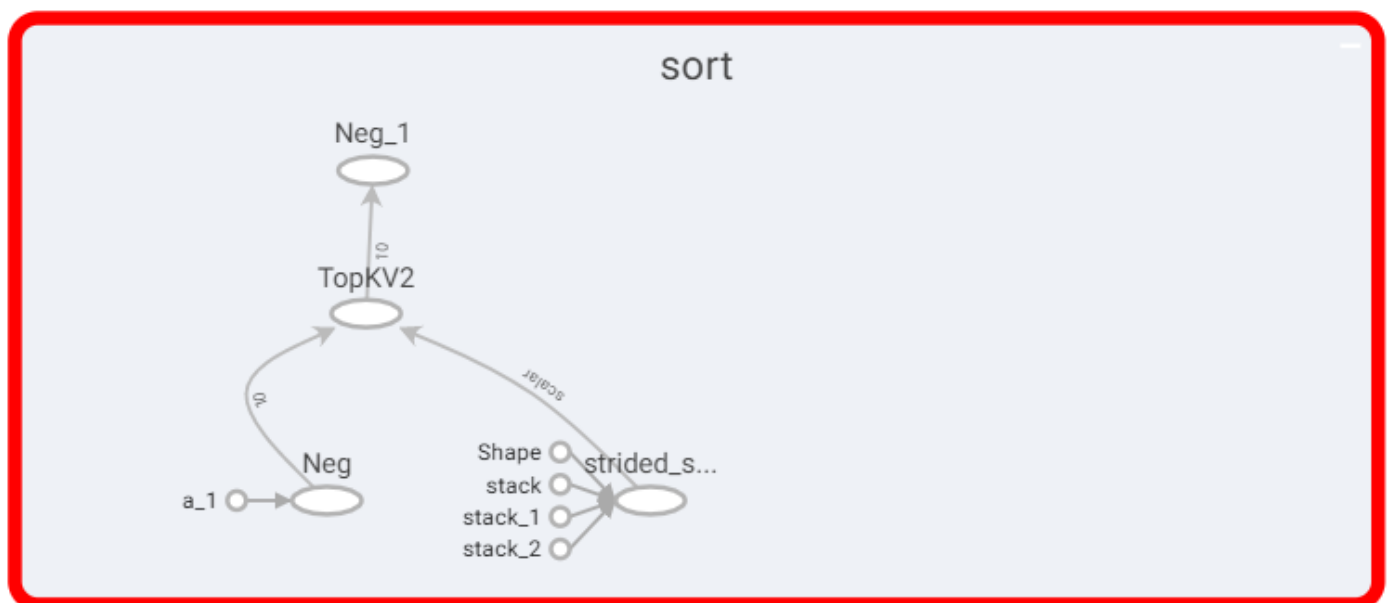 sort
Neg_1
10
TopKV2
scalar
10
Shape
strided_s...
Neg
stack
a_1
stack_1
stack_2